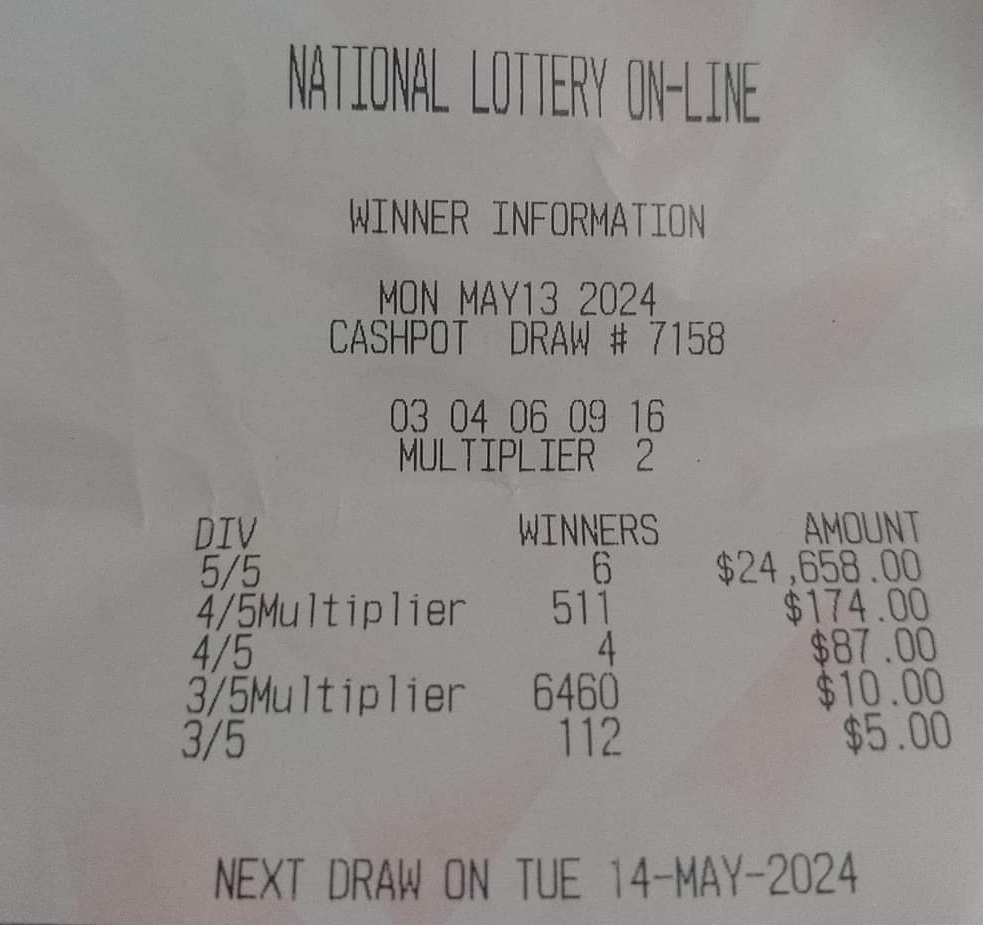 NATIONAL LOTTERY ON-LINE
WINNER INFORMATION
MON MAY13 2024
CASHPOT DRAW # 7158
03 04 06 09 16
MULTIPLIER 2
DIV WINNERS AMOUNT
5/5 6 $24,658.00
4/5Multiplier 511 $174.00
4/5 4 $87.00
3/5Multiplier 6460 $10.00
3/5 112 $5.00
NEXT DRAW ON TUE 14-MAY-2024